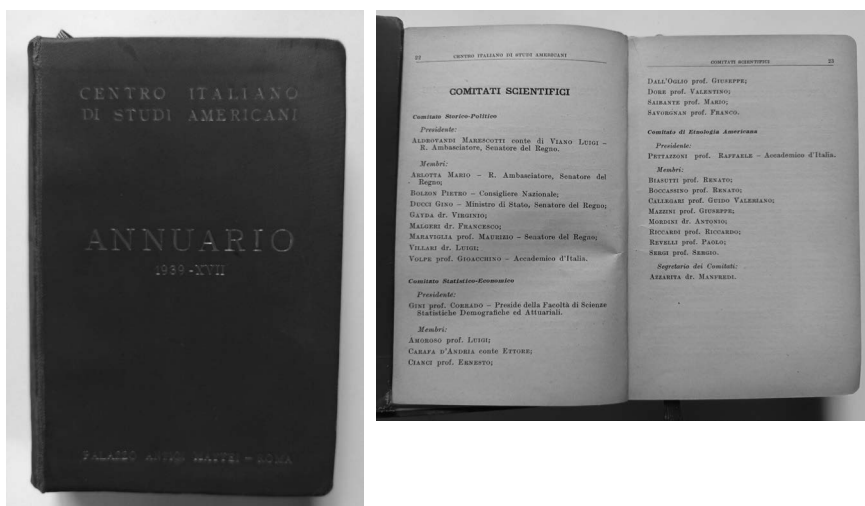 CENTRO ITALIANO
DI STUDI AMERICANI
ANNUARIO
1939-XVII
PALAZZO ANTICI MATTEI - ROMA
22 CENTRO ITALIANO DI STUDI AMERICANI
COMITATI SCIENTIFICI
Comitato Storico-Politico
Presidente:
ALDROVANDI MARESCOTTI conte di VIANO LUIGI –
R. Ambasciatore, Senatore del Regno.
Membri:
ARLOTTA MARIO – R. Ambasciatore, Senatore del
Regno;
BOLZON PIETRO – Consigliere Nazionale;
DUCCI GINO – Ministro di Stato, Senatore del Regno;
GAYDA dr. VIRGINIO;
MALGERI dr. FRANCESCO;
MARAVIGLIA prof. MAURIZIO – Senatore del Regno;
VILLARI dr. LUIGI;
VOLPE prof. GIOACCHINO – Accademico d'Italia.
Comitato Statistico-Economico
Presidente:
GINI prof. CORRADO – Preside della Facoltà di Scienze
Statistiche Demografiche ed Attuariali.
Membri:
AMOROSO prof. LUIGI;
CARAFA D'ANDRIA conte ETTORE;
CIANCI prof. ERNESTO;
COMITATI SCIENTIFICI 23
DALL'OGLIO prof. GIUSEPPE;
DORE prof. VALENTINO;
SAIBANTE prof. MARIO;
SAVORGNAN prof. FRANCO.
Comitato di Etnologia Americana
Presidente:
PETTAZZONI prof. RAFFAELE – Accademico d'Italia.
Membri:
BIASUTTI prof. RENATO;
BOCCASSINO prof. RENATO;
CALLEGARI prof. GUIDO VALERIANO;
MAZZINI prof. GIUSEPPE;
MORDINI dr. ANTONIO;
RICCARDI prof. RICCARDO;
REVELLI prof. PAOLO;
SERGI prof. SERGIO.
Segretario dei Comitati:
AZZARITA dr. MANFREDI.